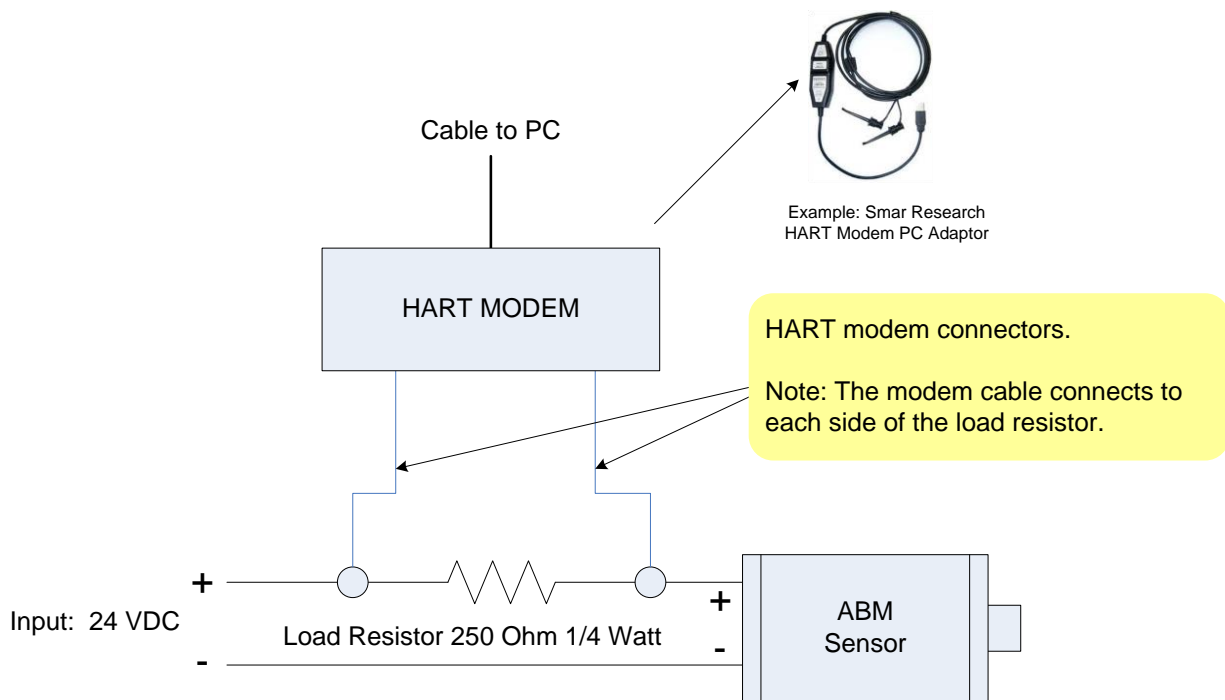 Cable to PC
Example: Smar Research
HART Modem PC Adaptor
HART MODEM
HART modem connectors.
Note: The modem cable connects to
each side of the load resistor.
+
Input: 24 VDC
-
Load Resistor 250 Ohm 1/4 Watt
+
-
ABM
Sensor